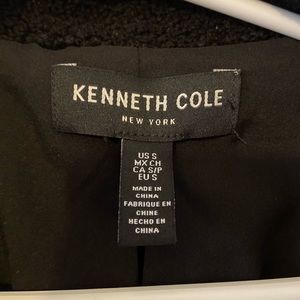 KENNETH COLE
NEW YORK
US S
MX CH
CA S/P
EU S
MADE IN
CHINA
FABRIQUE EN
CHINE
HECHO EN
CHINA